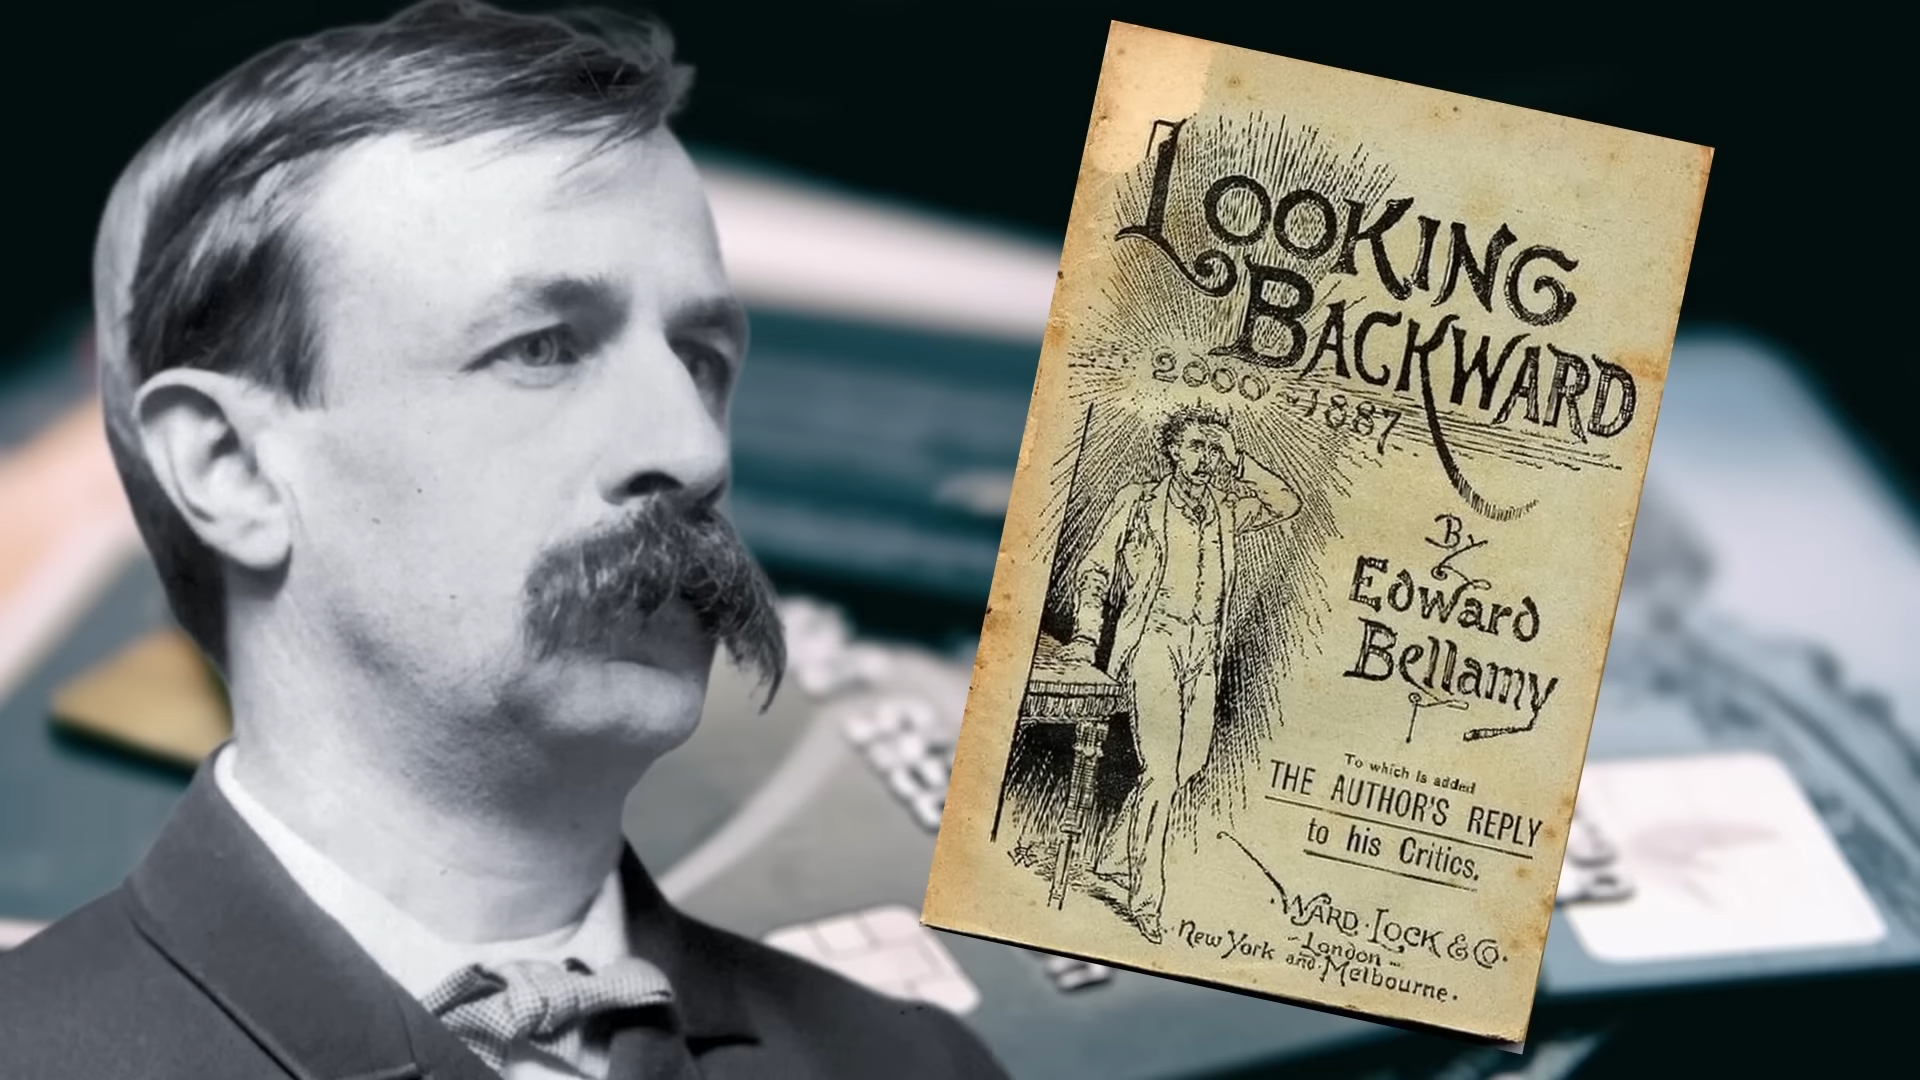 LOOKING
BACKWARD
2000-1887
By
Edward
Bellamy
To which is added
THE AUTHOR'S REPLY
to his Critics.
WARD·LOCK & Co.
New York London and Melbourne.